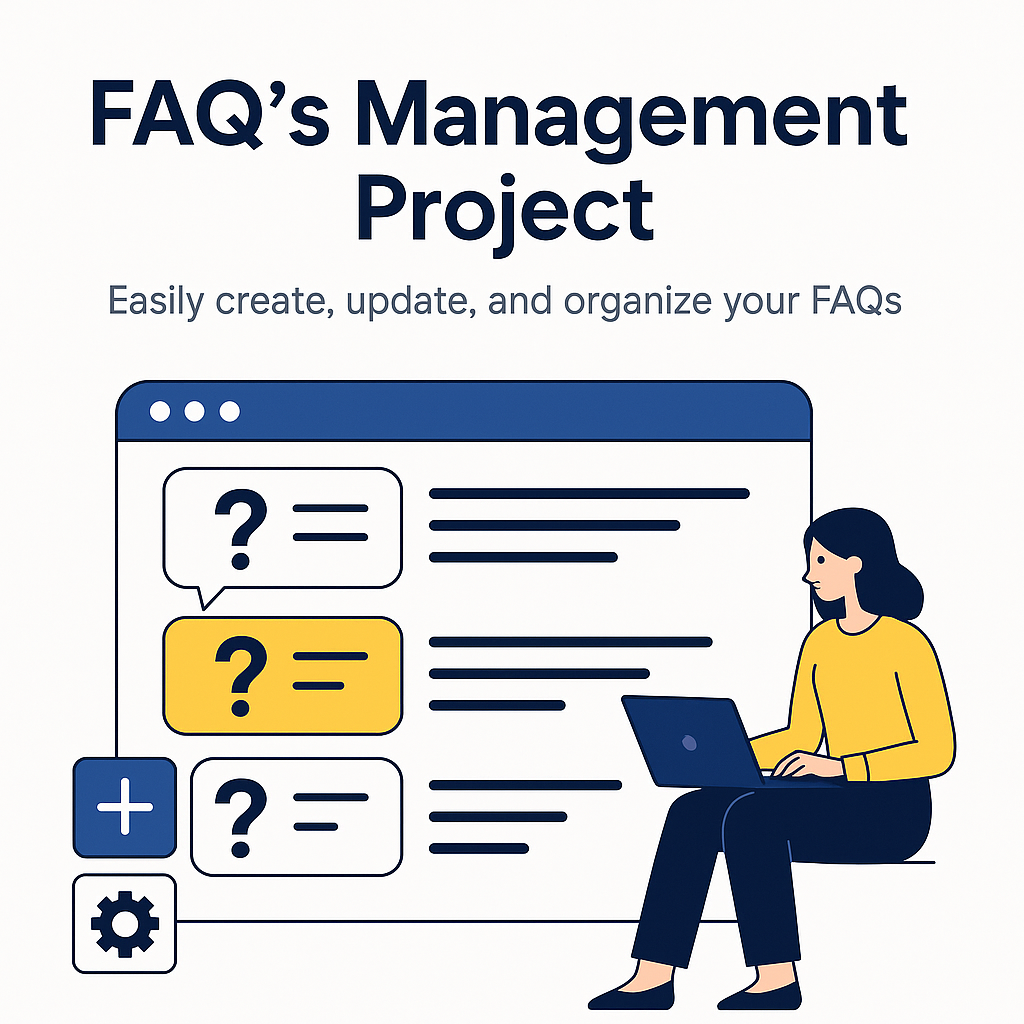 FAQ’s Management
Project
Easily create, update, and organize your FAQs
?
?
?